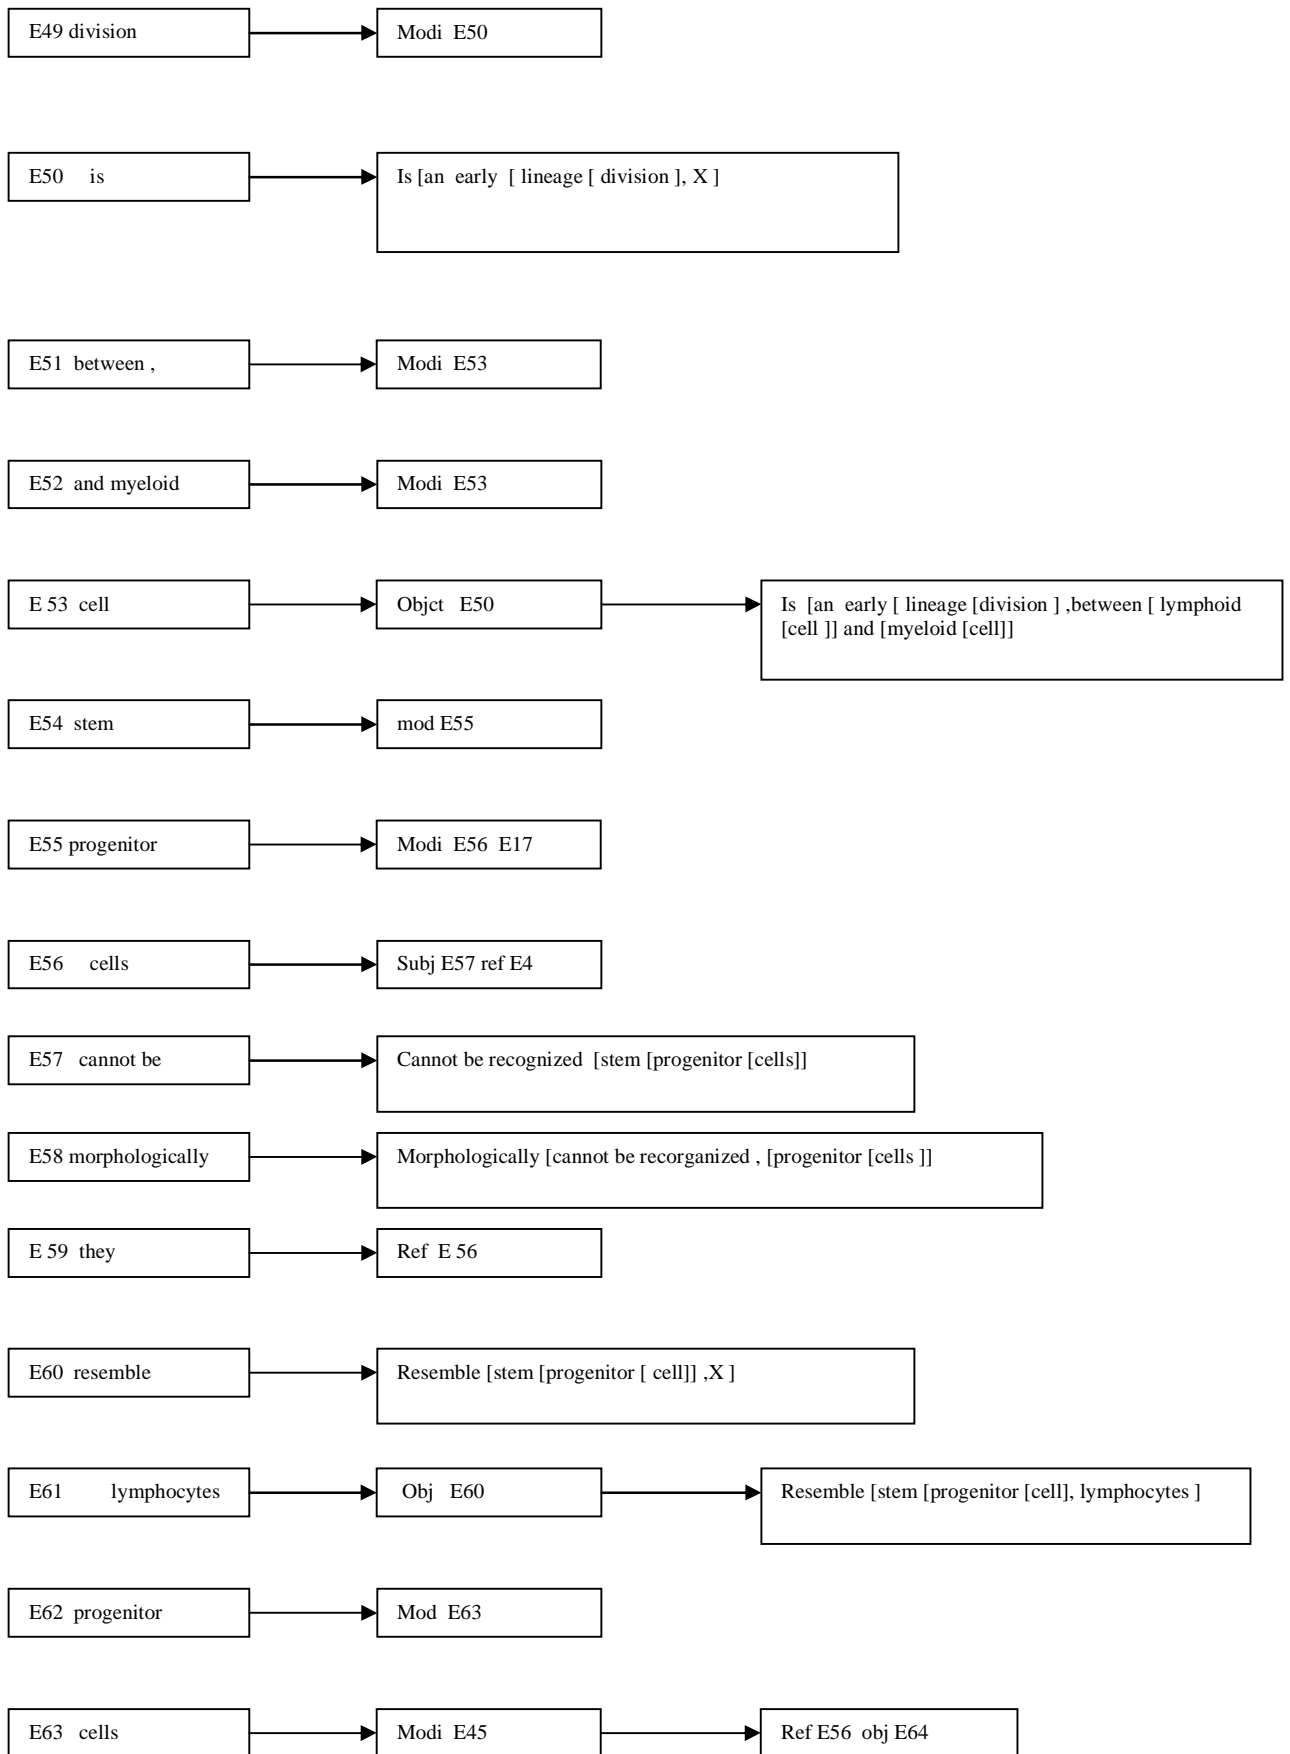 E49 division
Modi E50
E50 is
Is [an early [ lineage [ division ], X ]
E51 between ,
Modi E53
E52 and myeloid
Modi E53
E 53 cell
Objct E50
Is [an early [ lineage [division ] ,between [ lymphoid
[cell ]] and [myeloid [cell]]
E54 stem
mod E55
E55 progenitor
Modi E56 E17
E56 cells
Subj E57 ref E4
E57 cannot be
Cannot be recognized [stem [progenitor [cells]]
E58 morphologically
Morphologically [cannot be recorganized , [progenitor [cells ]]
E 59 they
Ref E 56
E60 resemble
Resemble [stem [progenitor [ cell]] ,X ]
E61 lymphocytes
Obj E60
Resemble [stem [progenitor [cell], lymphocytes ]
E62 progenitor
Mod E63
E63 cells
Modi E45
Ref E56 obj E64